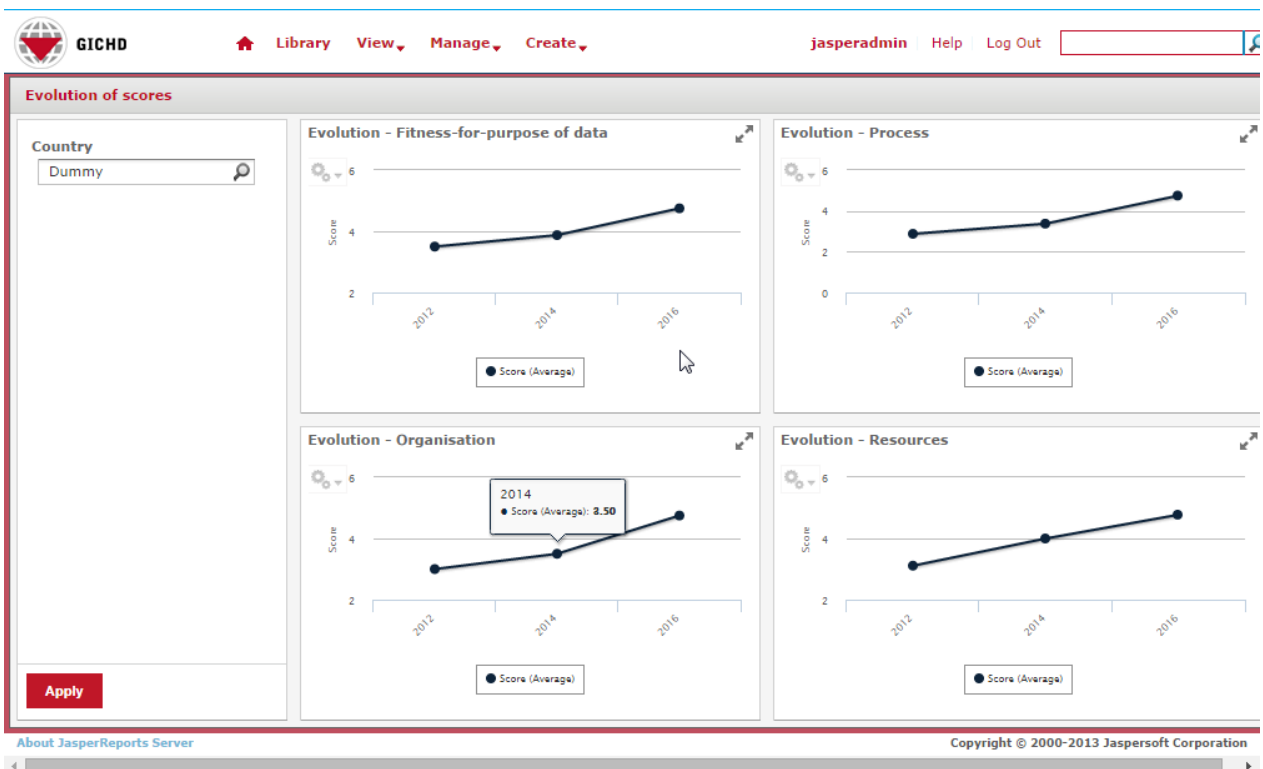 GICHD
Library View Manage Create
jasperadmin Help Log Out
Evolution of scores
Country
Dummy
Apply
Evolution - Fitness-for-purpose of data
6
4
2
Score
2012 2014 2016
Score (Average)
Evolution - Process
6
4
2
0
Score
2012 2014 2016
Score (Average)
Evolution - Organisation
6
4
2
Score
2014
Score (Average): 3.50
2012 2014 2016
Score (Average)
Evolution - Resources
6
4
2
Score
2012 2014 2016
Score (Average)
About JasperReports Server
Copyright © 2000-2013 Jaspersoft Corporation